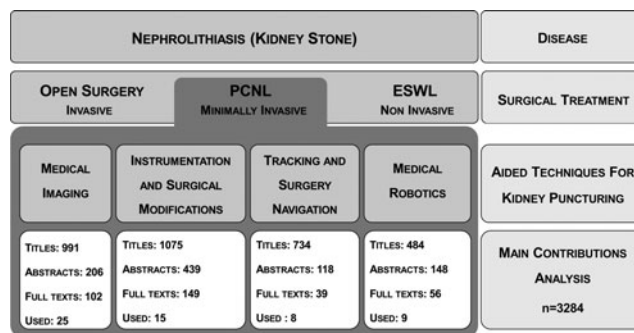 NEPHROLITHIASIS (KIDNEY STONE)
DISEASE
OPEN SURGERY
INVASIVE
PCNL
MINIMALLY INVASIVE
ESWL
NON INVASIVE
SURGICAL TREATMENT
MEDICAL
IMAGING
INSTRUMENTATION
AND SURGICAL
MODIFICATIONS
TRACKING AND
SURGERY
NAVIGATION
MEDICAL
ROBOTICS
AIDED TECHNIQUES FOR
KIDNEY PUNCTURING
TITLES: 991
ABSTRACTS: 206
FULL TEXTS: 102
USED: 25
TITLES: 1075
ABSTRACTS: 439
FULL TEXTS: 149
USED: 15
TITLES: 734
ABSTRACTS: 118
FULL TEXTS: 39
USED : 8
TITLES: 484
ABSTRACTS: 148
FULL TEXTS: 56
USED: 9
MAIN CONTRIBUTIONS
ANALYSIS
n=3284